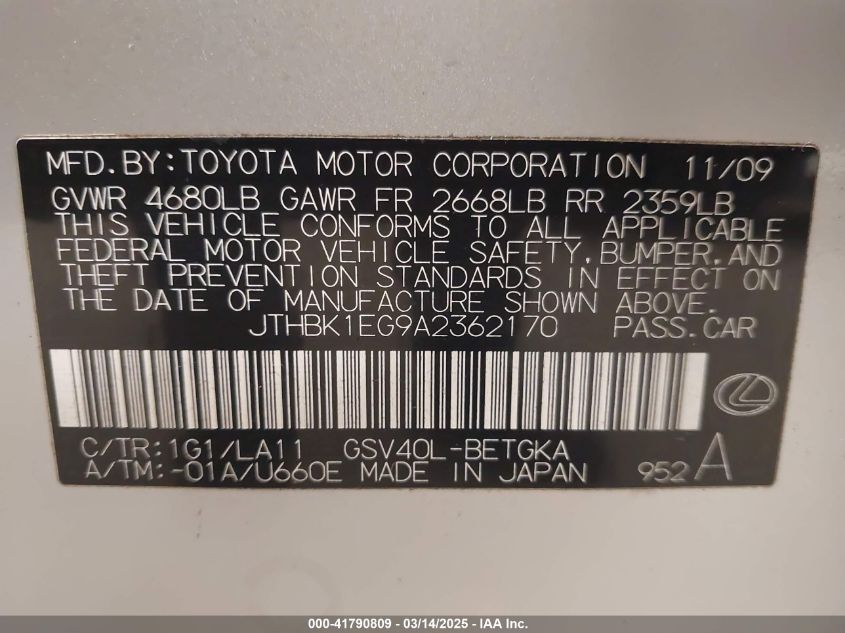 MFD.BY:TOYOTA MOTOR CORPORATION 11/09
GVWR 4680LB GAWR FR 2668LB RR 2359LB
THIS VEHICLE CONFORMS TO ALL APPLICABLE
FEDERAL MOTOR VEHICLE SAFETY,BUMPER,AND
THEFT PREVENTION STANDARDS IN EFFECT ON
THE DATE OF MANUFACTURE SHOWN ABOVE.
JTHBK1EG9A2362170 PASS.CAR
C/TR:1G1/LA11 GSV40L-BETGKA
A/TM:-01A/U660E MADE IN JAPAN 952A
000-41790809 - 03/14/2025 - IAA Inc.